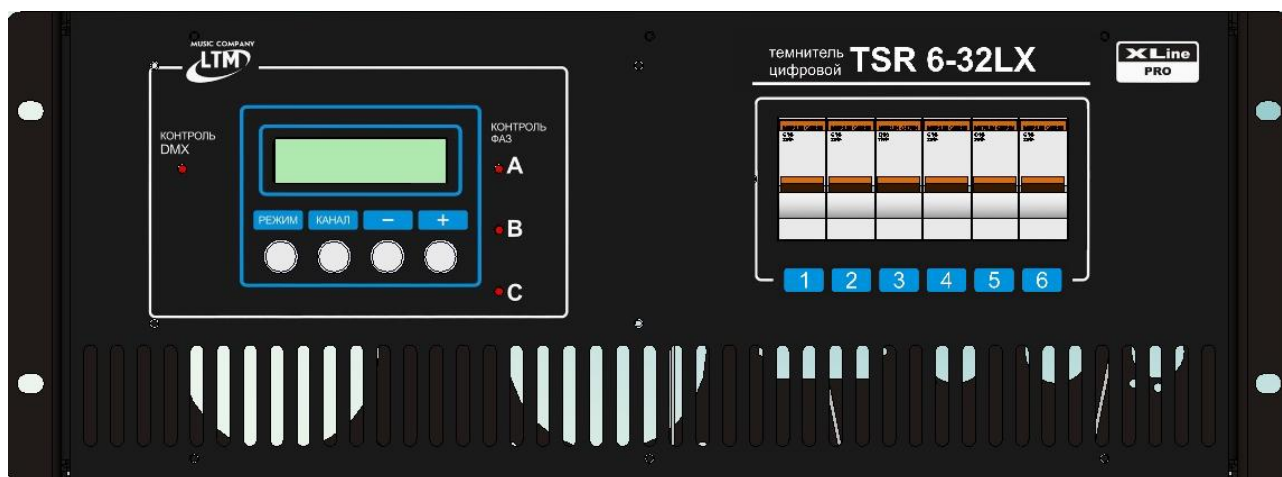 MUSIC COMPANY
LTM
КОНТРОЛЬ
DMX
КОНТРОЛЬ
ФАЗ
A
B
C
РЕЖИМ
КАНАЛ
−
+
темнитель
цифровой
TSR 6-32LX
XLine
PRO
1
2
3
4
5
6